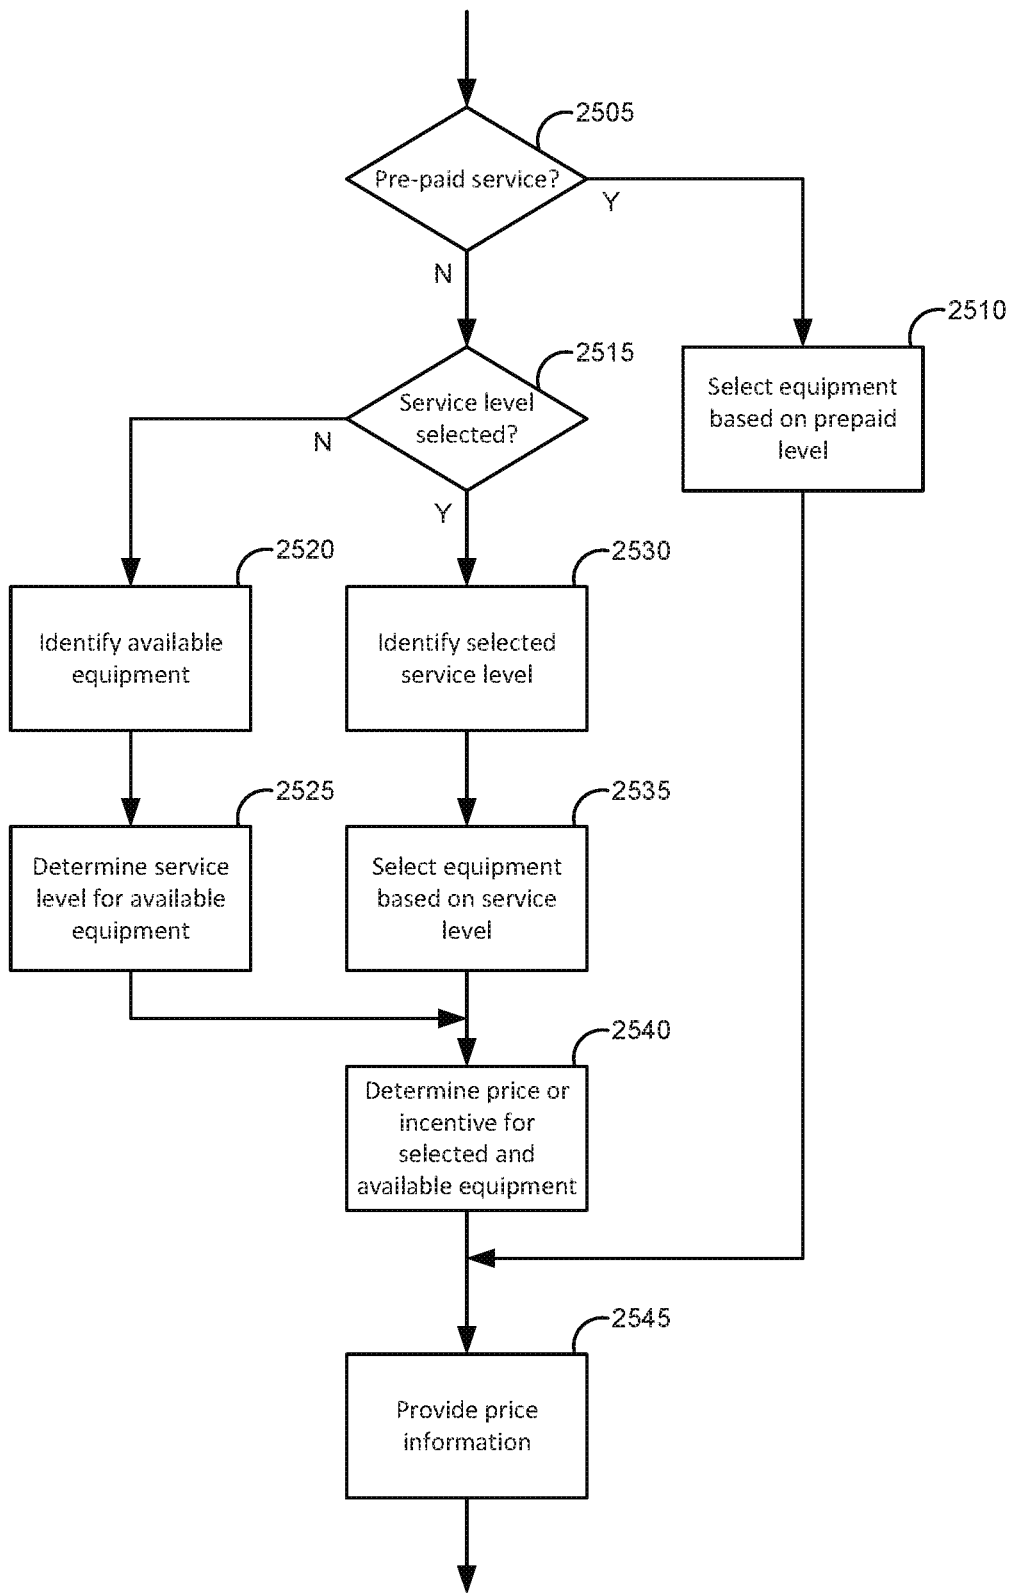 2505
Pre-paid service?
Y
N
2510
Select equipment
based on prepaid
level
2515
Service level
selected?
N
Y
2520
Identify available
equipment
2530
Identify selected
service level
2525
Determine service
level for available
equipment
2535
Select equipment
based on service
level
2540
Determine price or
incentive for
selected and
available equipment
2545
Provide price
information